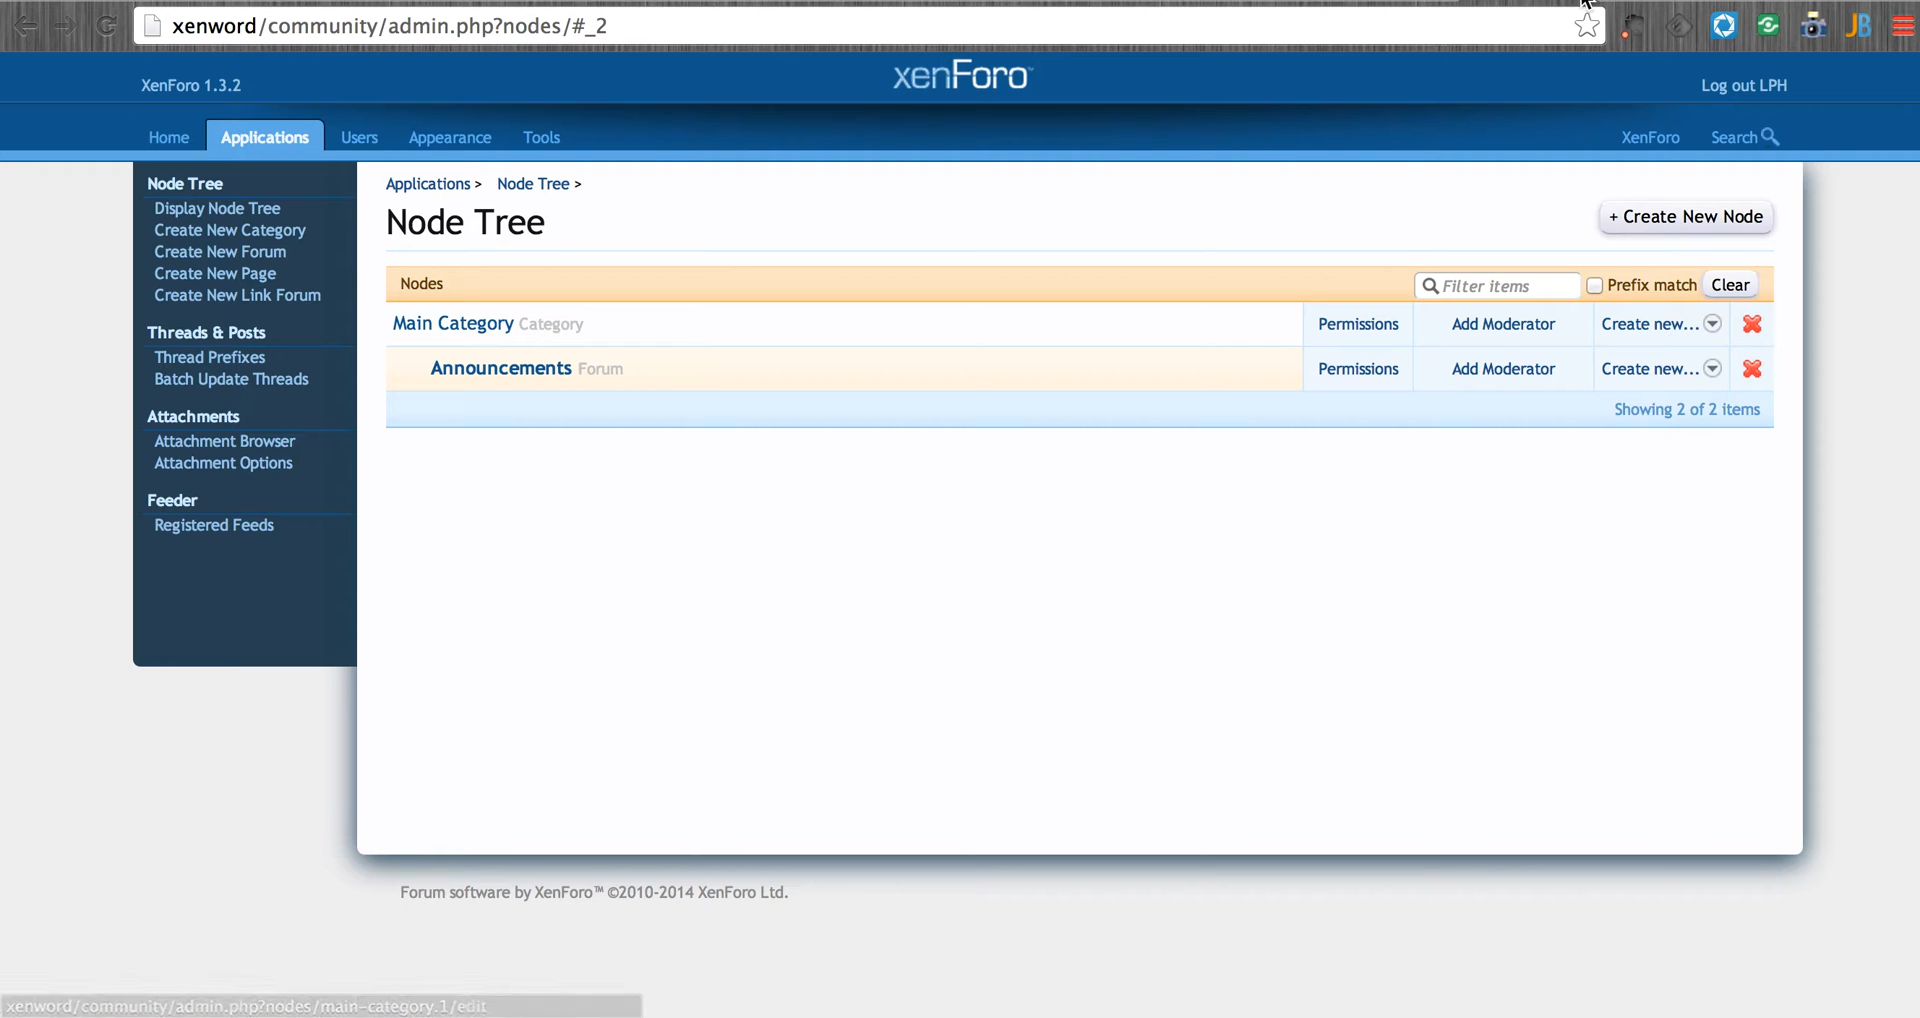 xenword/community/admin.php?nodes/#_2
JB
XenForo 1.3.2
xenForo™
Log out LPH
Home Applications Users Appearance Tools XenForo Search
Node Tree
Display Node Tree
Create New Category
Create New Forum
Create New Page
Create New Link Forum
Threads & Posts
Thread Prefixes
Batch Update Threads
Attachments
Attachment Browser
Attachment Options
Feeder
Registered Feeds
Applications > Node Tree >
Node Tree
+ Create New Node
Nodes Filter items Prefix match Clear
Main Category Category Permissions Add Moderator Create new...
Announcements Forum Permissions Add Moderator Create new...
Showing 2 of 2 items
Forum software by XenForo™ ©2010-2014 XenForo Ltd.
xenword/community/admin.php?nodes/main-category.1/edit